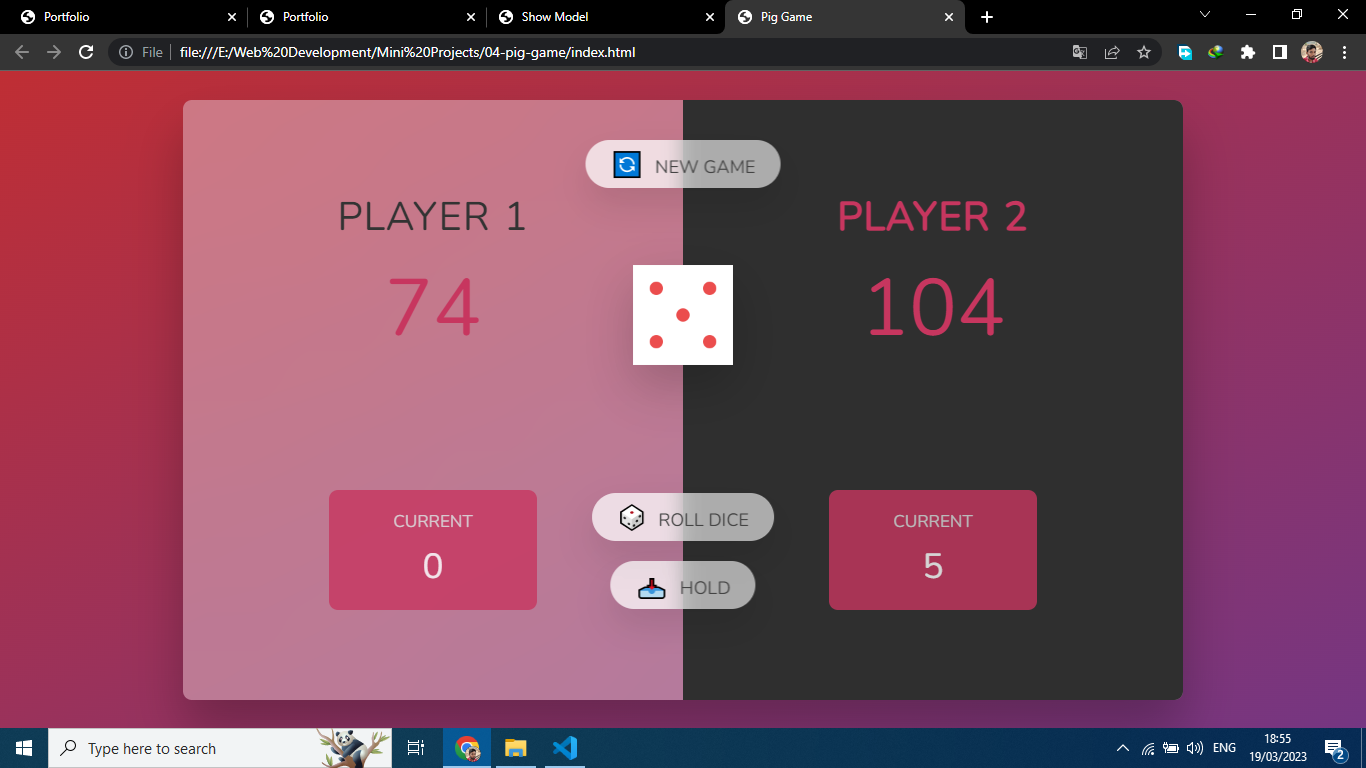 Portfolio
Portfolio
Show Model
Pig Game
File
file:///E:/Web%20Development/Mini%20Projects/04-pig-game/index.html
NEW GAME
PLAYER 1
PLAYER 2
74
104
CURRENT
0
ROLL DICE
HOLD
CURRENT
5
Type here to search
ENG
18:55
19/03/2023
2